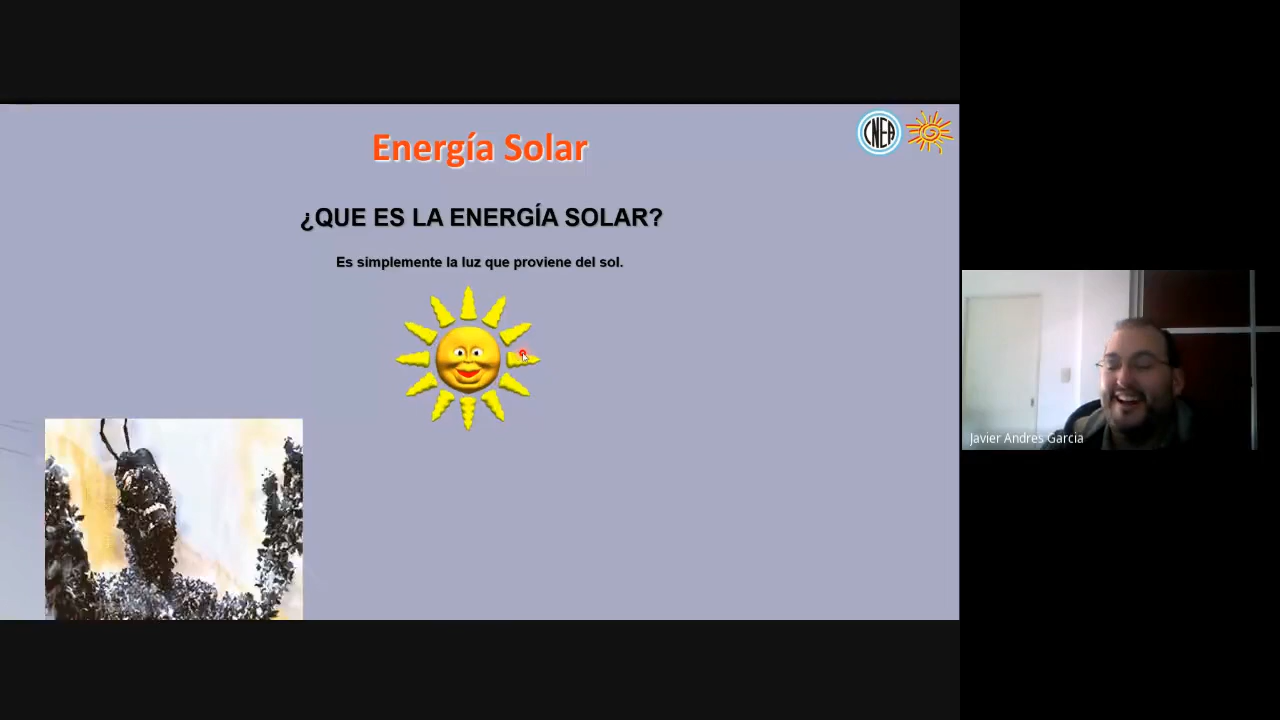 Energía Solar
CNEA
¿QUE ES LA ENERGÍA SOLAR?
Es simplemente la luz que proviene del sol.
Javier Andres Garcia